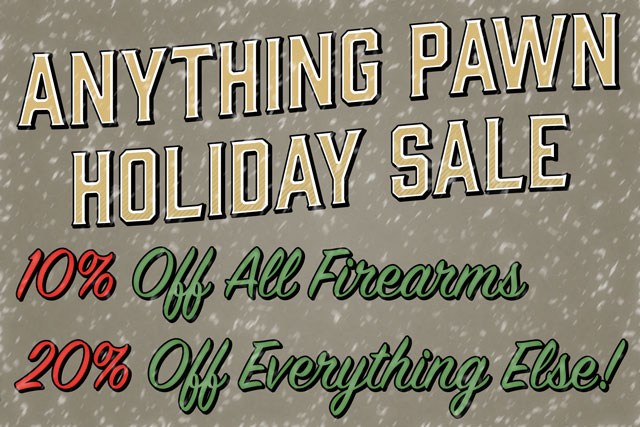 ANYTHING PAWN
HOLIDAY SALE
10% Off All Firearms
20% Off Everything Else!